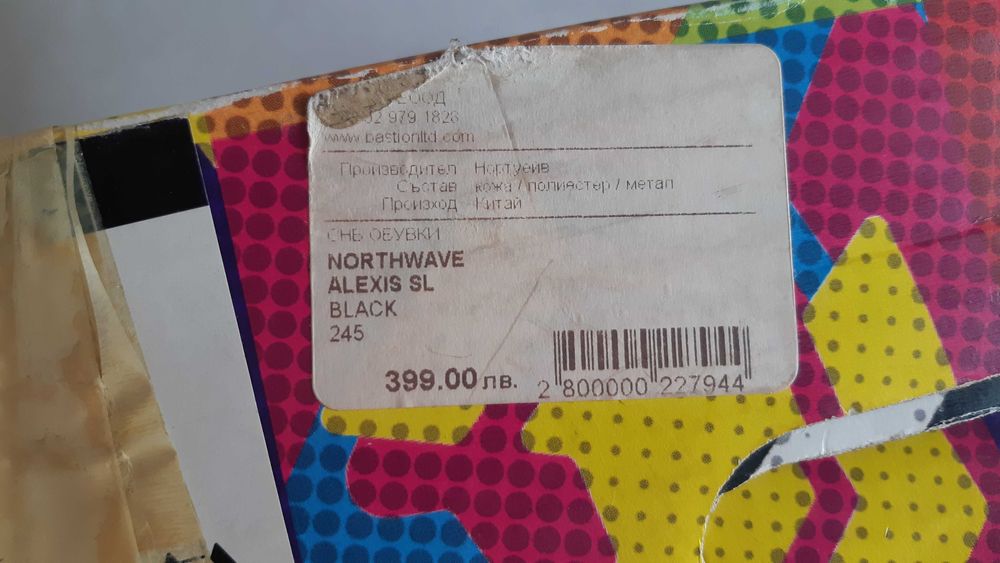 ЕООД
02 979 1828
www.bastionltd.com
Производител Нортуейв
Състав кожа / полиестер / метал
Произход Китай
СНБ ОБУВКИ
NORTHWAVE
ALEXIS SL
BLACK
245
399.00 лв.
2 800000 227944